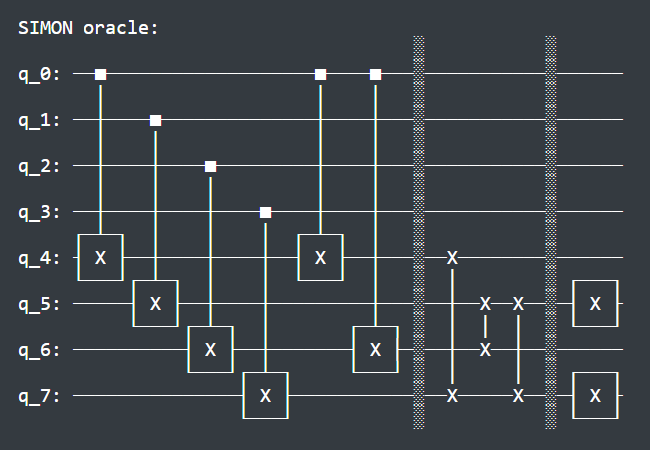 SIMON oracle:
q_0:
q_1:
q_2:
q_3:
q_4: X X X
q_5: X X X X
q_6: X X X
q_7: X X X X